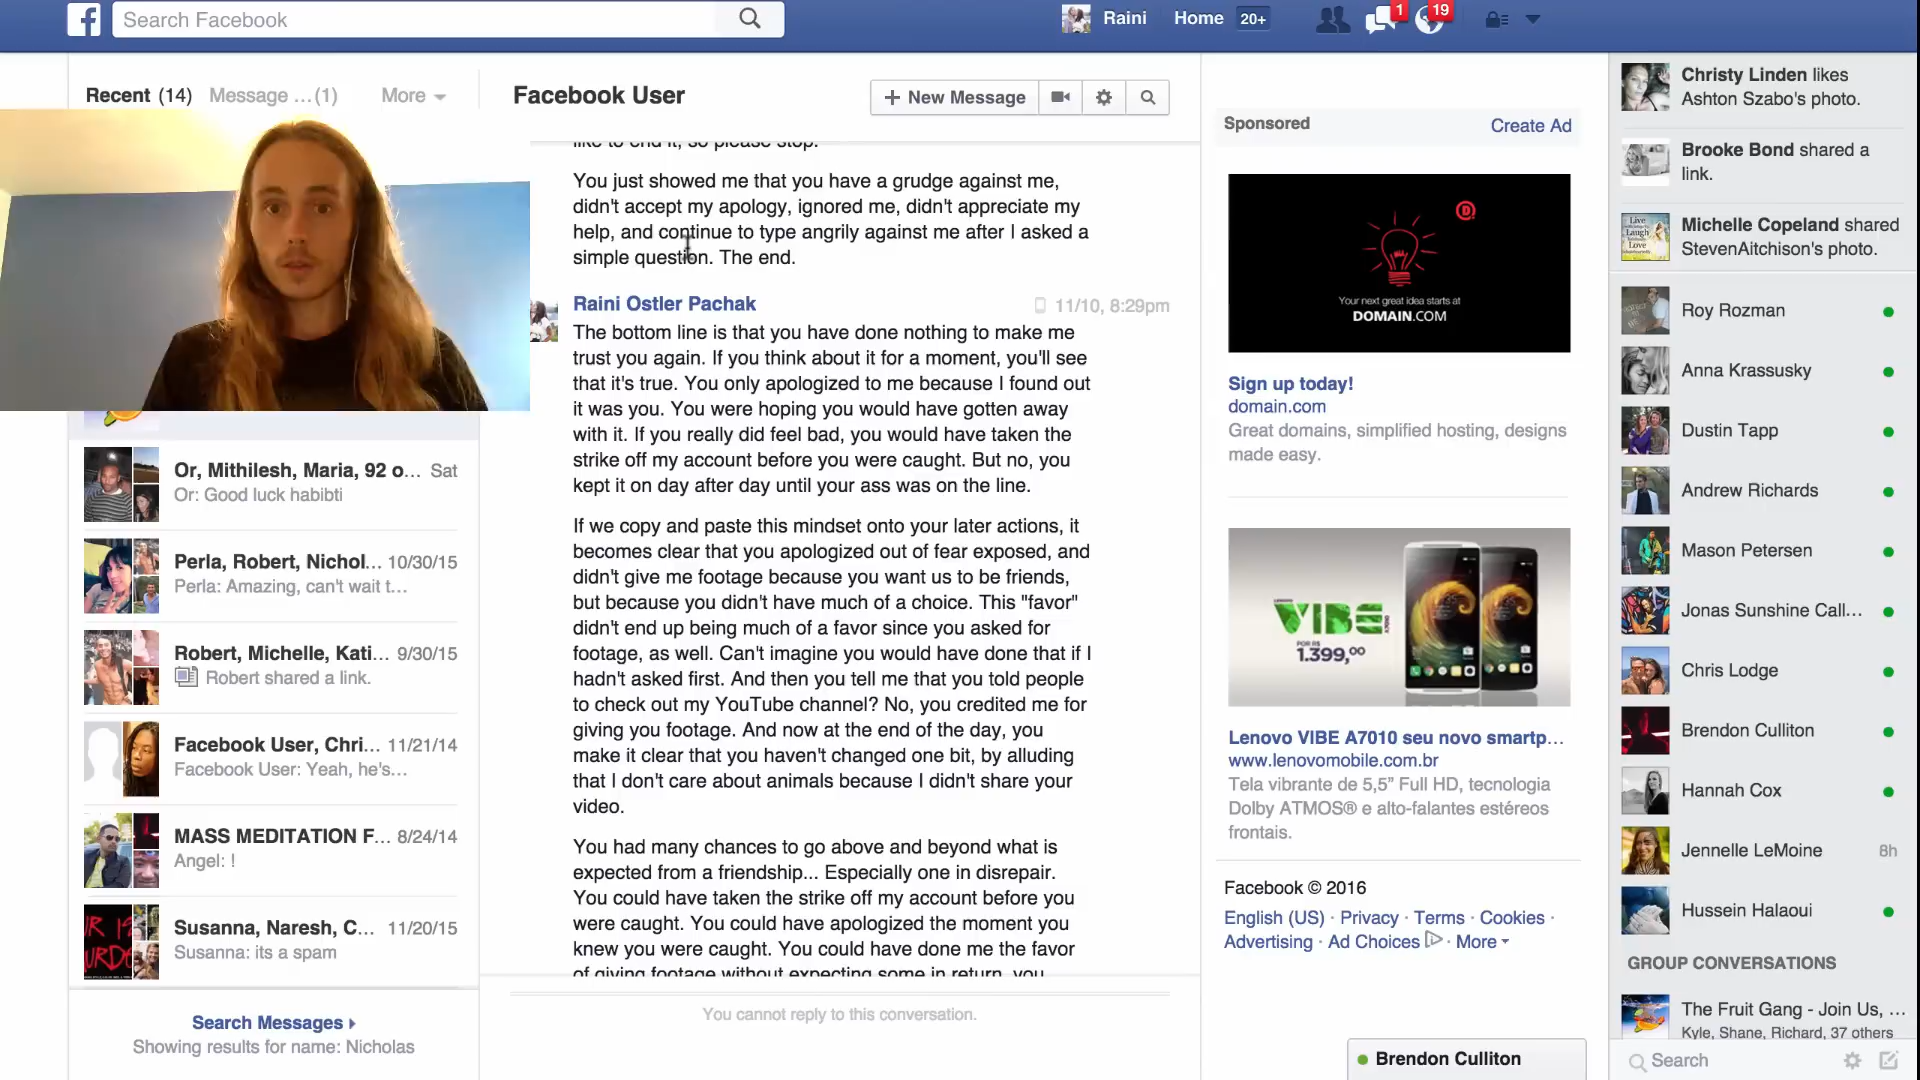 Search Facebook
Raini
Home 20+
1
19
Recent (14)
Message ... (1)
More
Facebook User
New Message
like to end it, so please stop.
You just showed me that you have a grudge against me,
didn't accept my apology, ignored me, didn't appreciate my
help, and continue to type angrily against me after I asked a
simple question. The end.
Raini Ostler Pachak
11/10, 8:29pm
The bottom line is that you have done nothing to make me
trust you again. If you think about it for a moment, you'll see
that it's true. You only apologized to me because I found out
it was you. You were hoping you would have gotten away
with it. If you really did feel bad, you would have taken the
strike off my account before you were caught. But no, you
kept it on day after day until your ass was on the line.
If we copy and paste this mindset onto your later actions, it
becomes clear that you apologized out of fear exposed, and
didn't give me footage because you want us to be friends,
but because you didn't have much of a choice. This "favor"
didn't end up being much of a favor since you asked for
footage, as well. Can't imagine you would have done that if I
hadn't asked first. And then you tell me that you told people
to check out my YouTube channel? No, you credited me for
giving you footage. And now at the end of the day, you
make it clear that you haven't changed one bit, by alluding
that I don't care about animals because I didn't share your
video.
You had many chances to go above and beyond what is
expected from a friendship... Especially one in disrepair.
You could have taken the strike off my account before you
were caught. You could have apologized the moment you
knew you were caught. You could have done me the favor
of giving footage without expecting some in return, you
You cannot reply to this conversation.
Or, Mithilesh, Maria, 92 o... Sat
Or: Good luck habibti
Perla, Robert, Nichol... 10/30/15
Perla: Amazing, can't wait t...
Robert, Michelle, Kati... 9/30/15
Robert shared a link.
Facebook User, Chri... 11/21/14
Facebook User: Yeah, he's...
MASS MEDITATION F... 8/24/14
Angel: !
Susanna, Naresh, C... 11/20/15
Susanna: its a spam
Search Messages
Showing results for name: Nicholas
Sponsored
Create Ad
Your next great idea starts at
DOMAIN.COM
Sign up today!
domain.com
Great domains, simplified hosting, designs
made easy.
LENOVO
VIBE
A7010
POR R$
1.399,00
Lenovo VIBE A7010 seu novo smartp...
www.lenovomobile.com.br
Tela vibrante de 5,5” Full HD, tecnologia
Dolby ATMOS® e alto-falantes estéreos
frontais.
Facebook © 2016
English (US) · Privacy · Terms · Cookies ·
Advertising · Ad Choices · More
Christy Linden likes
Ashton Szabo's photo.
Brooke Bond shared a
link.
Michelle Copeland shared
StevenAitchison's photo.
Roy Rozman
Anna Krassusky
Dustin Tapp
Andrew Richards
Mason Petersen
Jonas Sunshine Call...
Chris Lodge
Brendon Culliton
Hannah Cox
Jennelle LeMoine 8h
Hussein Halaoui
GROUP CONVERSATIONS
The Fruit Gang - Join Us, ...
Kyle, Shane, Richard, 37 others
Search
Brendon Culliton